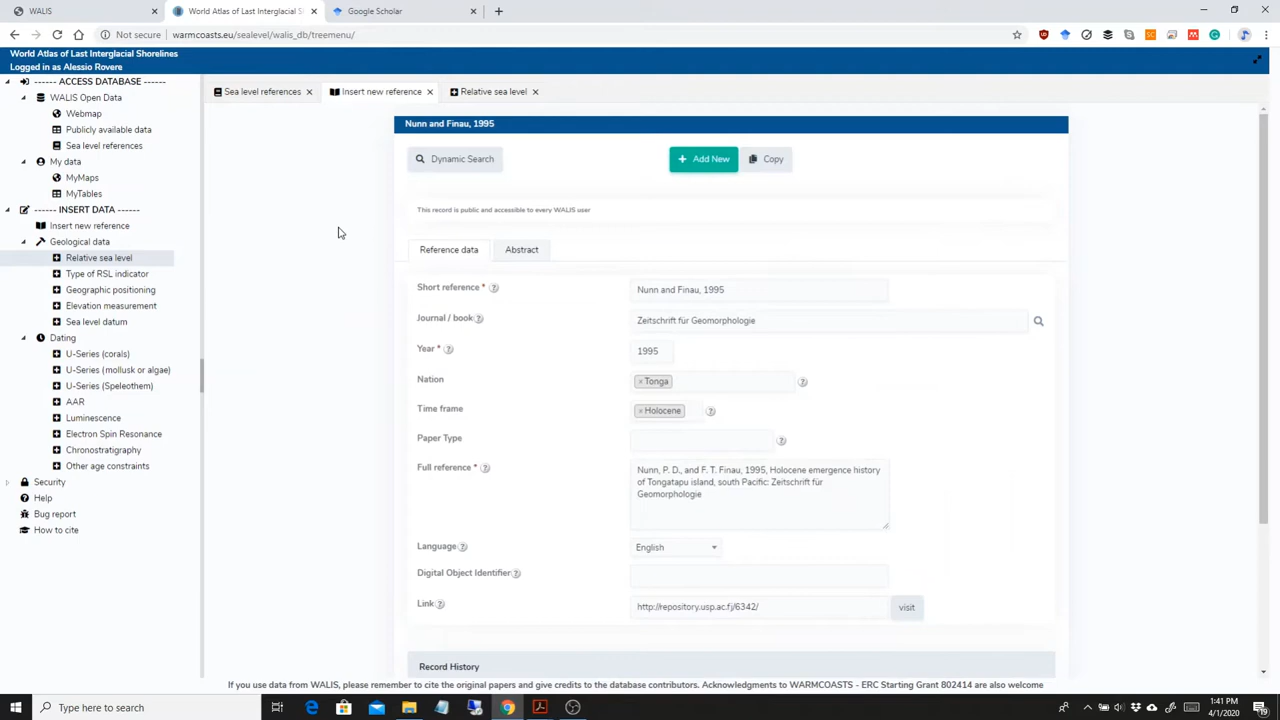 WALIS
World Atlas of Last Interglacial S
Google Scholar
Not secure | warmcoasts.eu/sealevel/walis_db/treemenu/
World Atlas of Last Interglacial Shorelines
Logged in as Alessio Rovere
------ ACCESS DATABASE ------
WALIS Open Data
Webmap
Publicly available data
Sea level references
My data
MyMaps
MyTables
------ INSERT DATA ------
Insert new reference
Geological data
Relative sea level
Type of RSL indicator
Geographic positioning
Elevation measurement
Sea level datum
Dating
U-Series (corals)
U-Series (mollusk or algae)
U-Series (Speleothem)
AAR
Luminescence
Electron Spin Resonance
Chronostratigraphy
Other age constraints
Security
Help
Bug report
How to cite
Sea level references
Insert new reference
Relative sea level
Nunn and Finau, 1995
Dynamic Search
Add New
Copy
This record is public and accessible to every WALIS user
Reference data
Abstract
Short reference * Nunn and Finau, 1995
Journal / book Zeitschrift für Geomorphologie
Year * 1995
Nation × Tonga
Time frame × Holocene
Paper Type
Full reference * Nunn, P. D., and F. T. Finau, 1995, Holocene emergence history
of Tongatapu island, south Pacific: Zeitschrift für
Geomorphologie
Language English
Digital Object Identifier
Link http://repository.usp.ac.fj/6342/ visit
Record History
If you use data from WALIS, please remember to cite the original papers and give credits to the database contributors. Acknowledgments to WARMCOASTS - ERC Starting Grant 802414 are also welcome
Type here to search
1:41 PM
4/1/2020